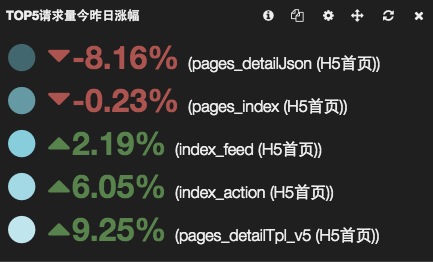 TOP5请求量今昨日涨幅
-8.16% (pages_detailJson (H5首页))
-0.23% (pages_index (H5首页))
2.19% (index_feed (H5首页))
6.05% (index_action (H5首页))
9.25% (pages_detailTpl_v5 (H5首页))